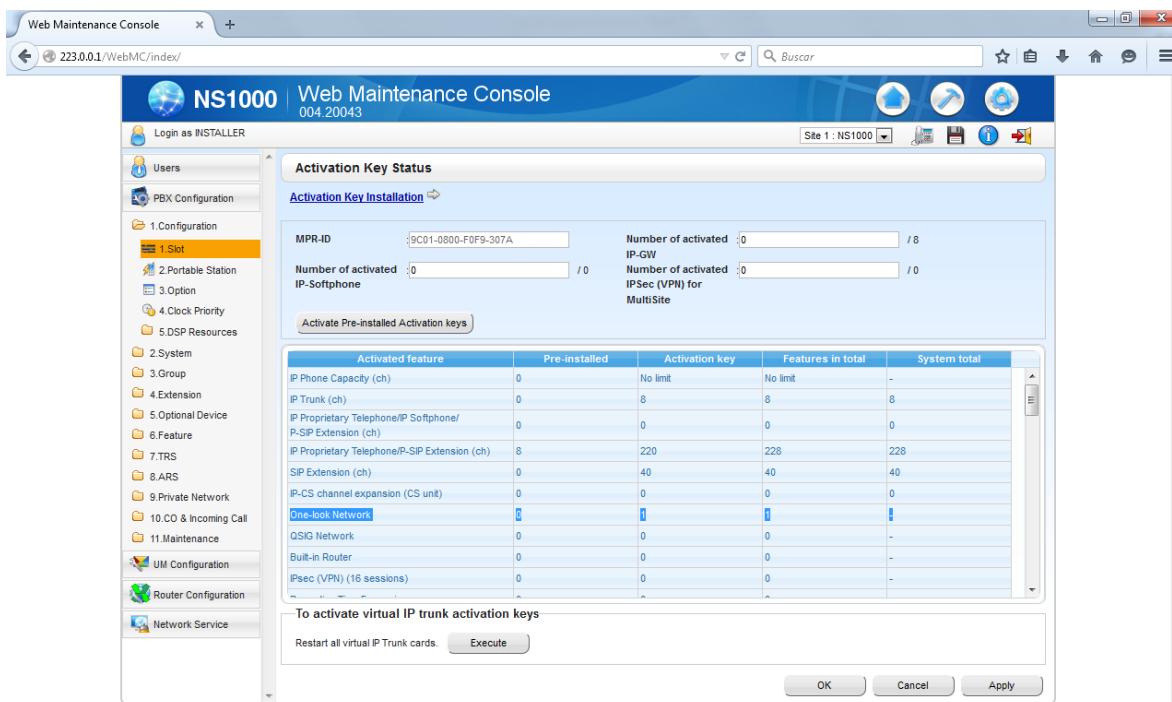 Web Maintenance Console
223.0.0.1/WebMC/index/
Buscar
NS1000 Web Maintenance Console
004.20043
Login as INSTALLER
Site 1 : NS1000
Users
PBX Configuration
1.Configuration
1.Slot
2.Portable Station
3.Option
4.Clock Priority
5.DSP Resources
2.System
3.Group
4.Extension
5.Optional Device
6.Feature
7.TRS
8.ARS
9.Private Network
10.CO & Incoming Call
11.Maintenance
UM Configuration
Router Configuration
Network Service
Activation Key Status
Activation Key Installation
MPR-ID :9C01-0800-F0F9-307A
Number of activated IP-GW :0 / 8
Number of activated IP-Softphone :0 / 0
Number of activated IPSec (VPN) for MultiSite :0 / 0
Activate Pre-installed Activation keys
Activated feature Pre-installed Activation key Features in total System total
IP Phone Capacity (ch) 0 No limit No limit -
IP Trunk (ch) 0 8 8 8
IP Proprietary Telephone/IP Softphone/
P-SIP Extension (ch) 0 0 0 0
IP Proprietary Telephone/P-SIP Extension (ch) 8 220 228 228
SIP Extension (ch) 0 40 40 40
IP-CS channel expansion (CS unit) 0 0 0 0
One-look Network 0 1 1 -
QSIG Network 0 0 0 -
Built-in Router 0 0 0 -
IPsec (VPN) (16 sessions) 0 0 0 -
To activate virtual IP trunk activation keys
Restart all virtual IP Trunk cards. Execute
OK Cancel Apply